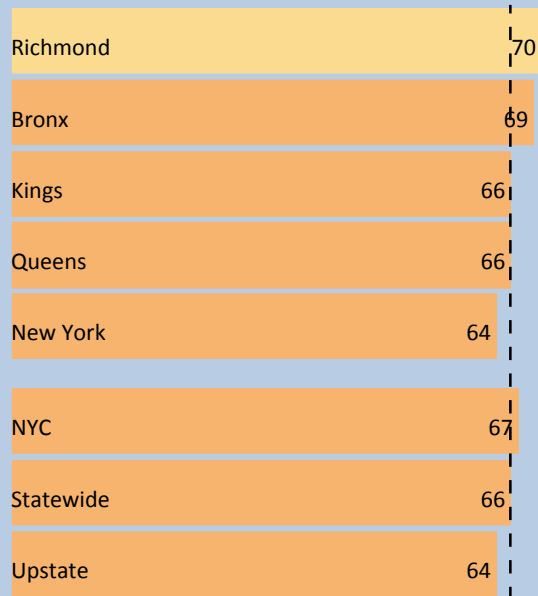 Richmond 70
Bronx 69
Kings 66
Queens 66
New York 64
NYC 67
Statewide 66
Upstate 64